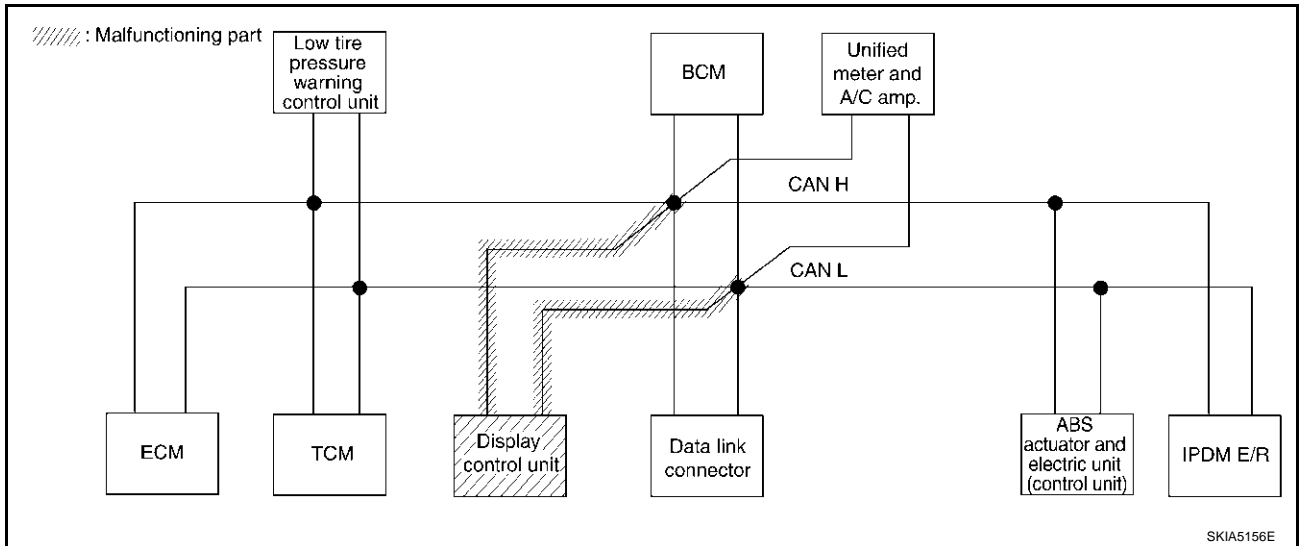 : Malfunctioning part
Low tire
pressure
warning
control unit
BCM
Unified
meter and
A/C amp.
CAN H
CAN L
ECM
TCM
Display
control unit
Data link
connector
ABS
actuator and
electric unit
(control unit)
IPDM E/R
SKIA5156E